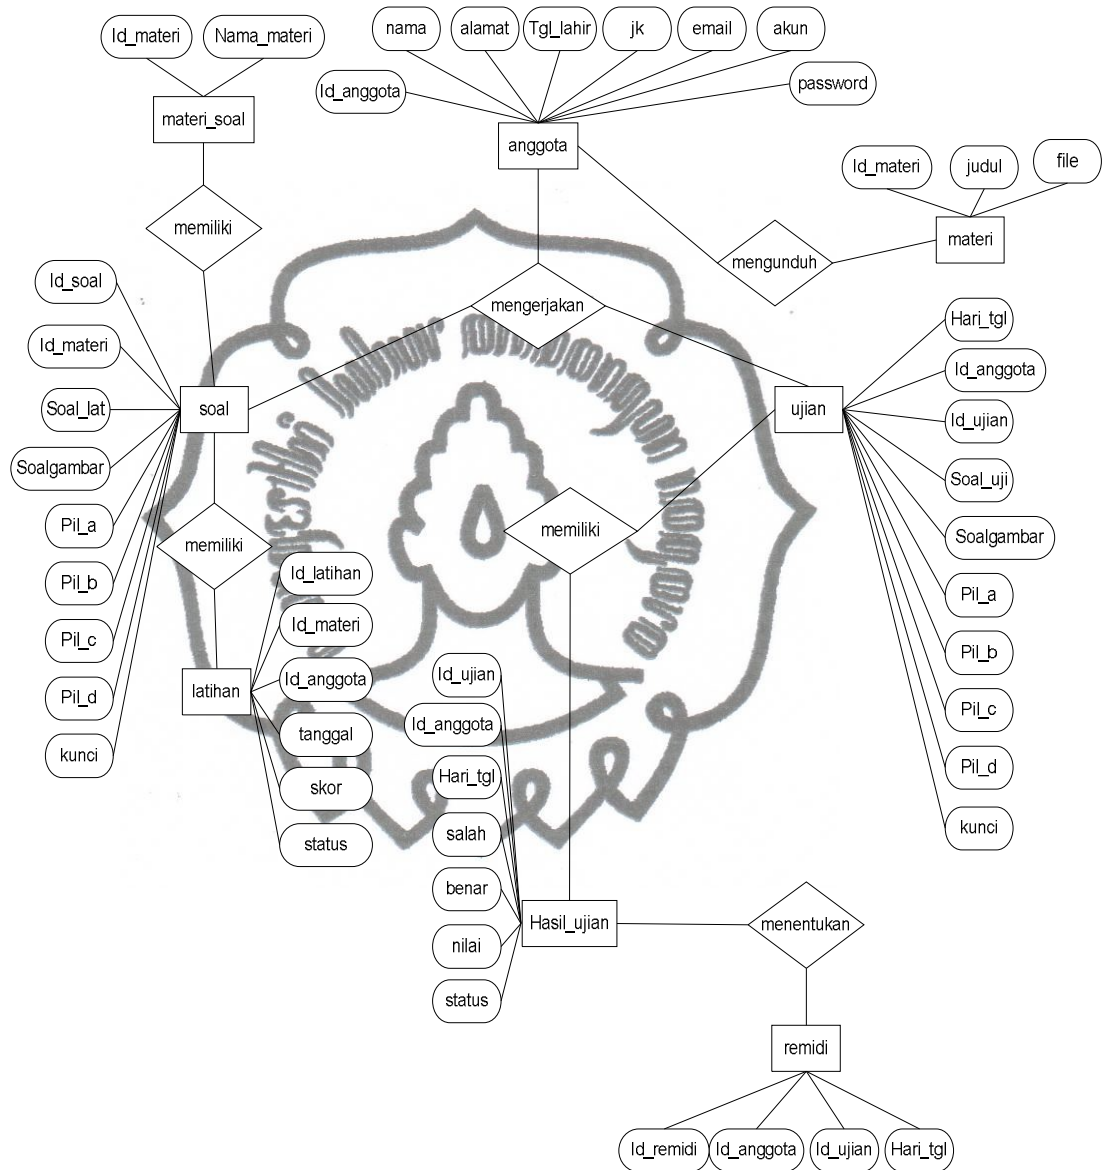 Id_materi
Nama_materi
materi_soal
nama
alamat
Tgl_lahir
jk
email
akun
Id_anggota
password
anggota
Id_materi
judul
file
materi
memiliki
mengunduh
mengerjakan
Id_soal
Id_materi
Soal_lat
Soalgambar
Pil_a
Pil_b
Pil_c
Pil_d
kunci
soal
memiliki
latihan
Id_latihan
Id_materi
Id_anggota
tanggal
skor
status
memiliki
ujian
Hari_tgl
Id_anggota
Id_ujian
Soal_uji
Soalgambar
Pil_a
Pil_b
Pil_c
Pil_d
kunci
Id_ujian
Id_anggota
Hari_tgl
salah
benar
nilai
status
Hasil_ujian
menentukan
remidi
Id_remidi
Id_anggota
Id_ujian
Hari_tgl